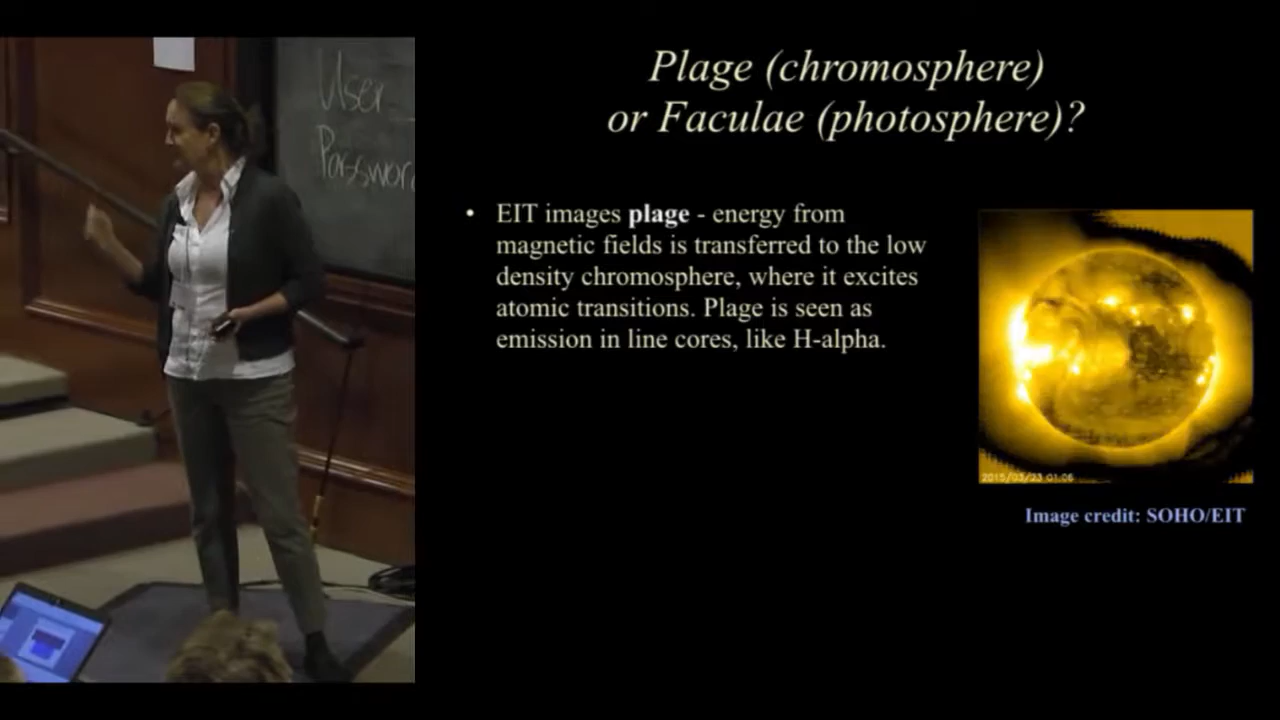 User
Password
Plage (chromosphere)
or Faculae (photosphere)?
• EIT images plage - energy from
magnetic fields is transferred to the low
density chromosphere, where it excites
atomic transitions. Plage is seen as
emission in line cores, like H-alpha.
2015/03/23 01:06
Image credit: SOHO/EIT